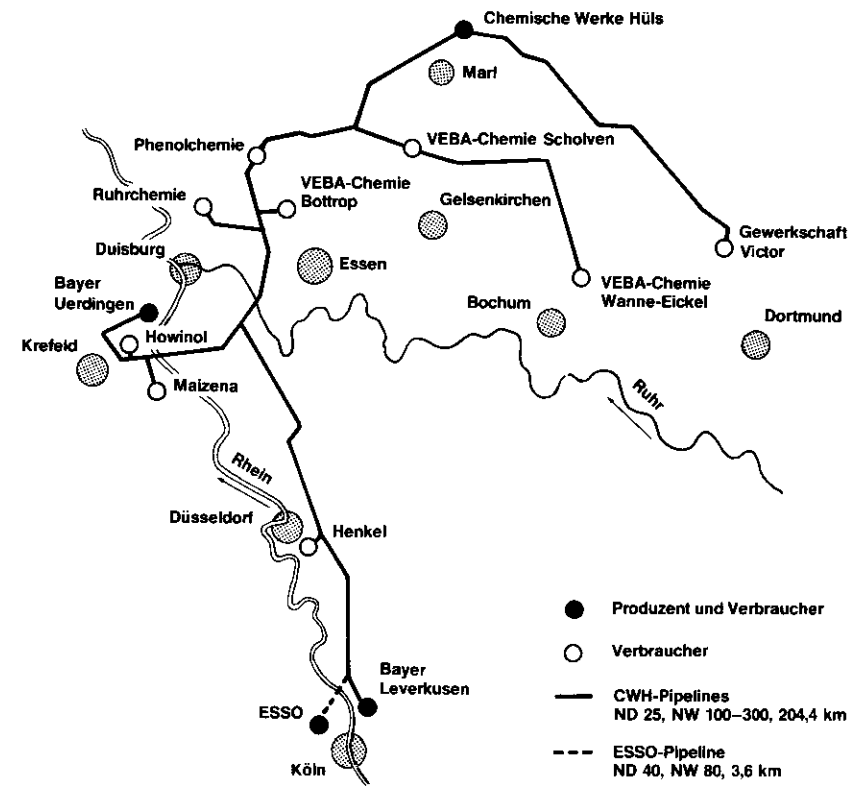 Chemische Werke Hüls
Marl
Phenolchemie
VEBA-Chemie Scholven
Ruhrchemie
VEBA-Chemie
Bottrop
Gelsenkirchen
Gewerkschaft
Victor
Duisburg
Essen
Bayer
Uerdingen
VEBA-Chemie
Wanne-Eickel
Bochum
Dortmund
Krefeld
Howinol
Maizena
Ruhr
Rhein
Düsseldorf
Henkel
Produzent und Verbraucher
Verbraucher
Bayer
Leverkusen
CWH-Pipelines
ND 25, NW 100–300, 204,4 km
ESSO
ESSO-Pipeline
ND 40, NW 80, 3,6 km
Köln